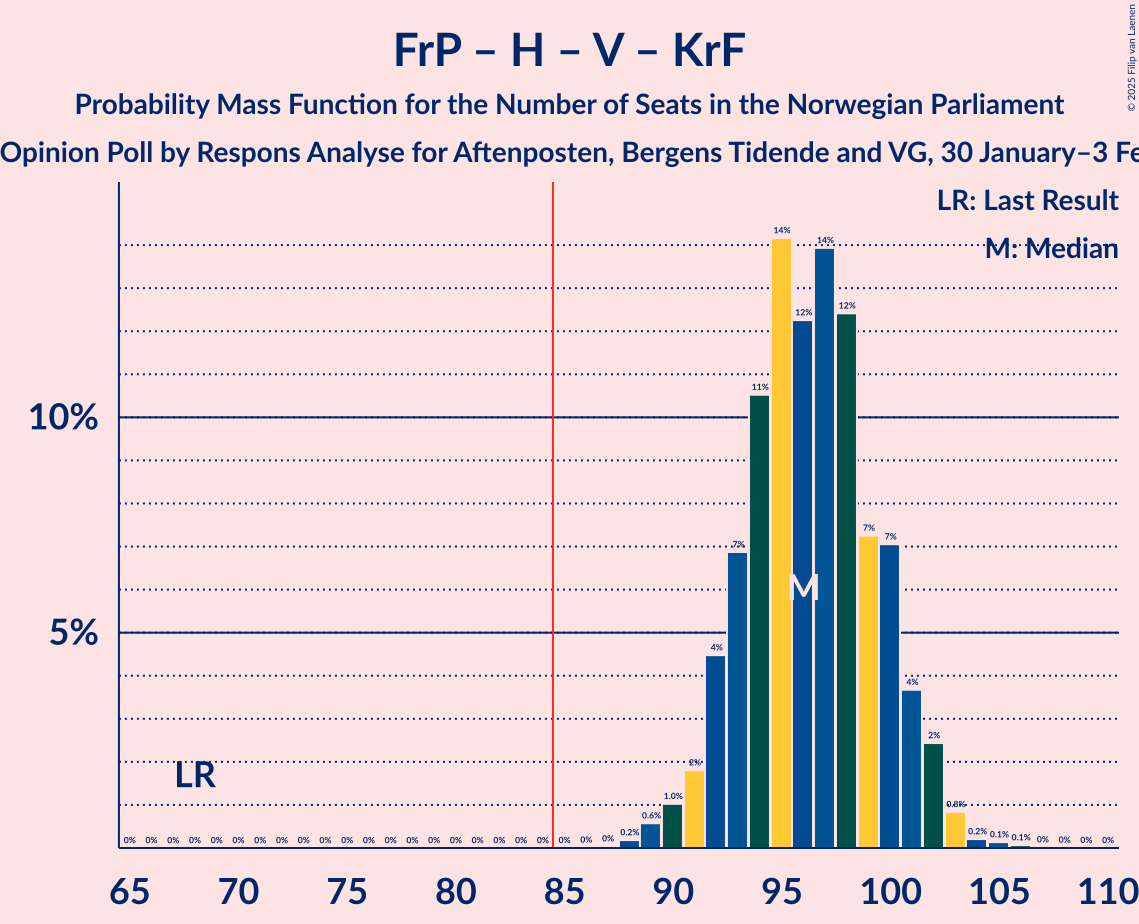 FrP – H – V – KrF
Probability Mass Function for the Number of Seats in the Norwegian Parliament
Opinion Poll by Respons Analyse for Aftenposten, Bergens Tidende and VG, 30 January–3 Fe
© 2025 Filip van Laenen
LR: Last Result
M: Median
14% 14%
12% 12%
11%
10%
7% 7% 7%
M
5%
4% 4%
2% 2%
LR
1.0% 0.8%
0.6%
0% 0% 0% 0% 0% 0% 0% 0% 0% 0% 0% 0% 0% 0% 0% 0% 0% 0% 0% 0% 0% 0% 0% 0.2% 0.2% 0.1% 0.1% 0% 0% 0% 0%
65 70 75 80 85 90 95 100 105 110